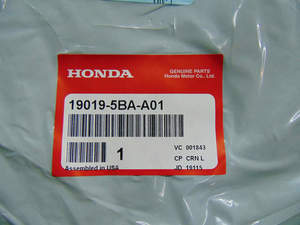 HONDA
GENUINE PARTS
Honda Motor Co., Ltd.
19019-5BA-A01
VC 001843
1
CP CRN L
Assembled in USA
JD 19115